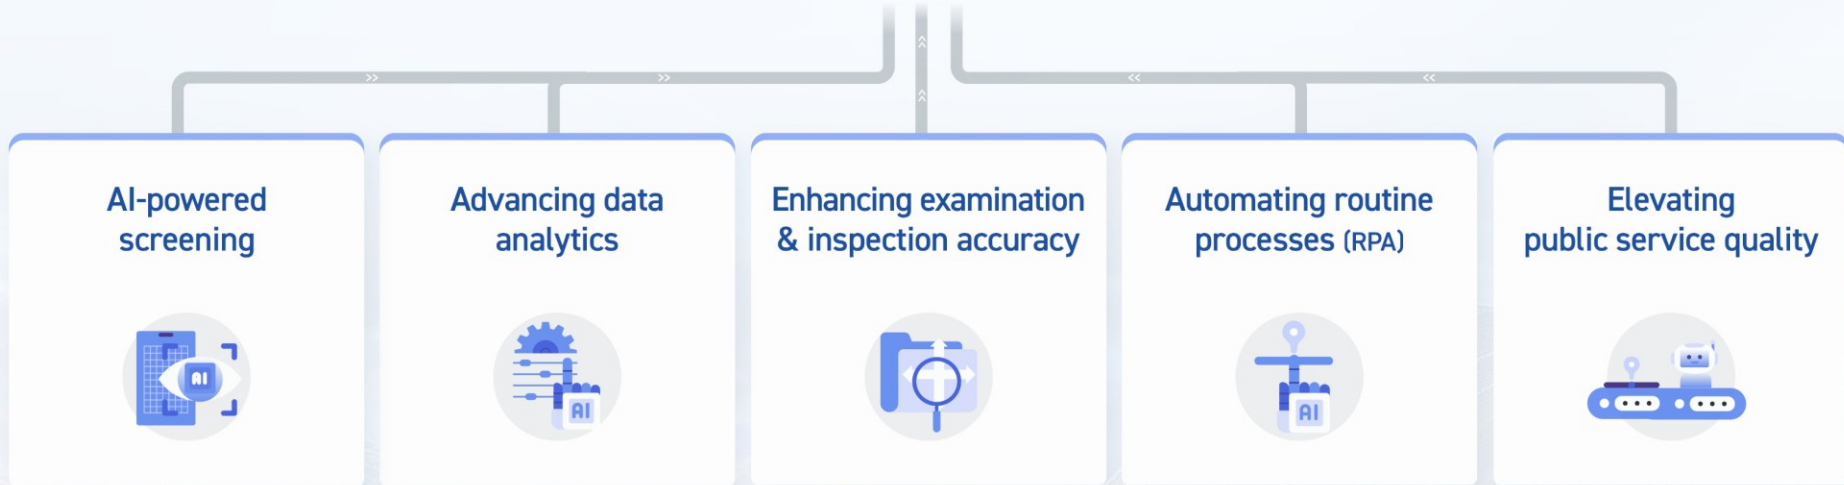 AI-powered
screening
Advancing data
analytics
Enhancing examination
& inspection accuracy
Automating routine
processes (RPA)
Elevating
public service quality
AI
AI
AI